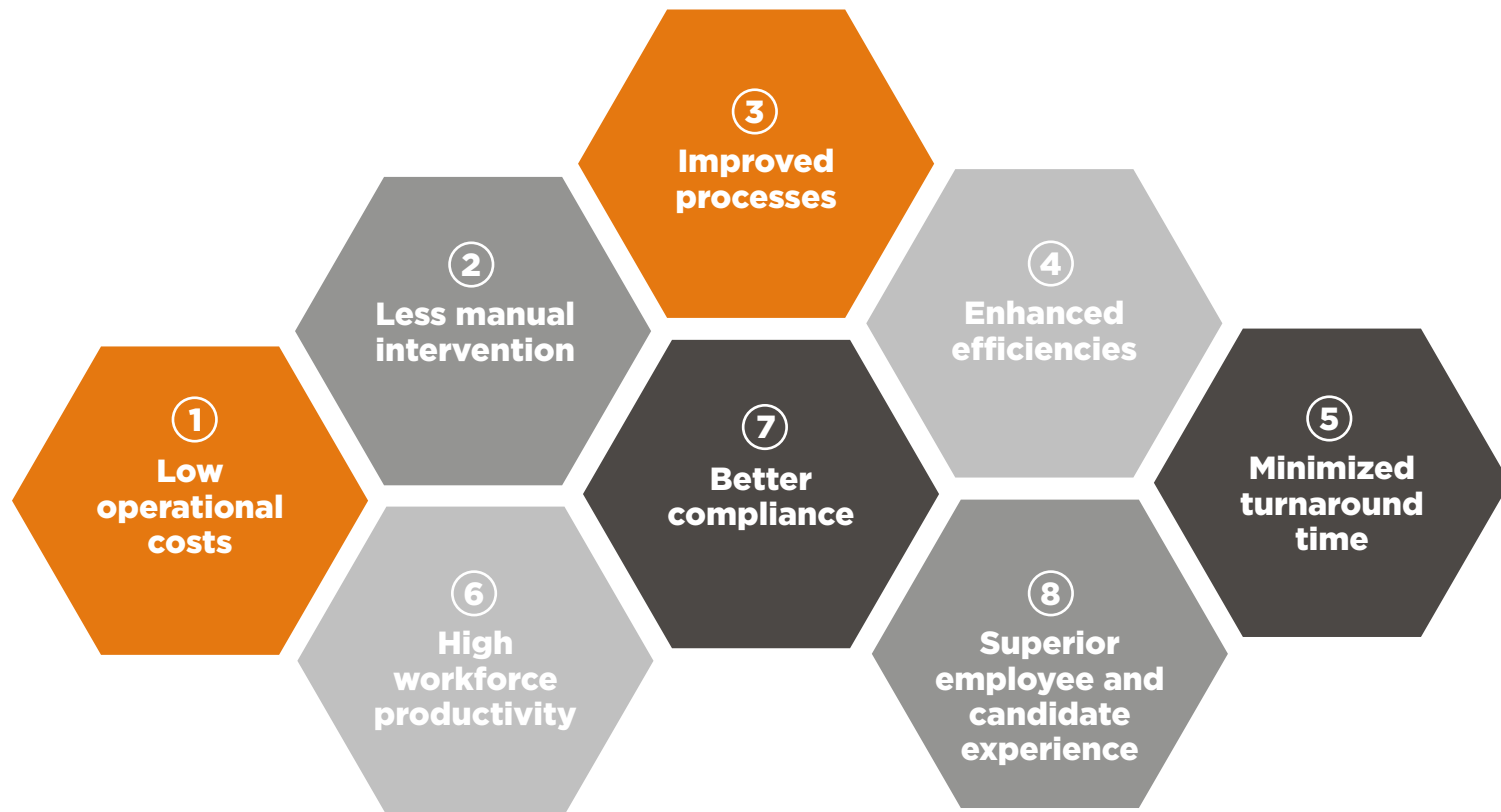 1
Low
operational
costs
2
Less manual
intervention
3
Improved
processes
4
Enhanced
efficiencies
5
Minimized
turnaround
time
6
High
workforce
productivity
7
Better
compliance
8
Superior
employee and
candidate
experience